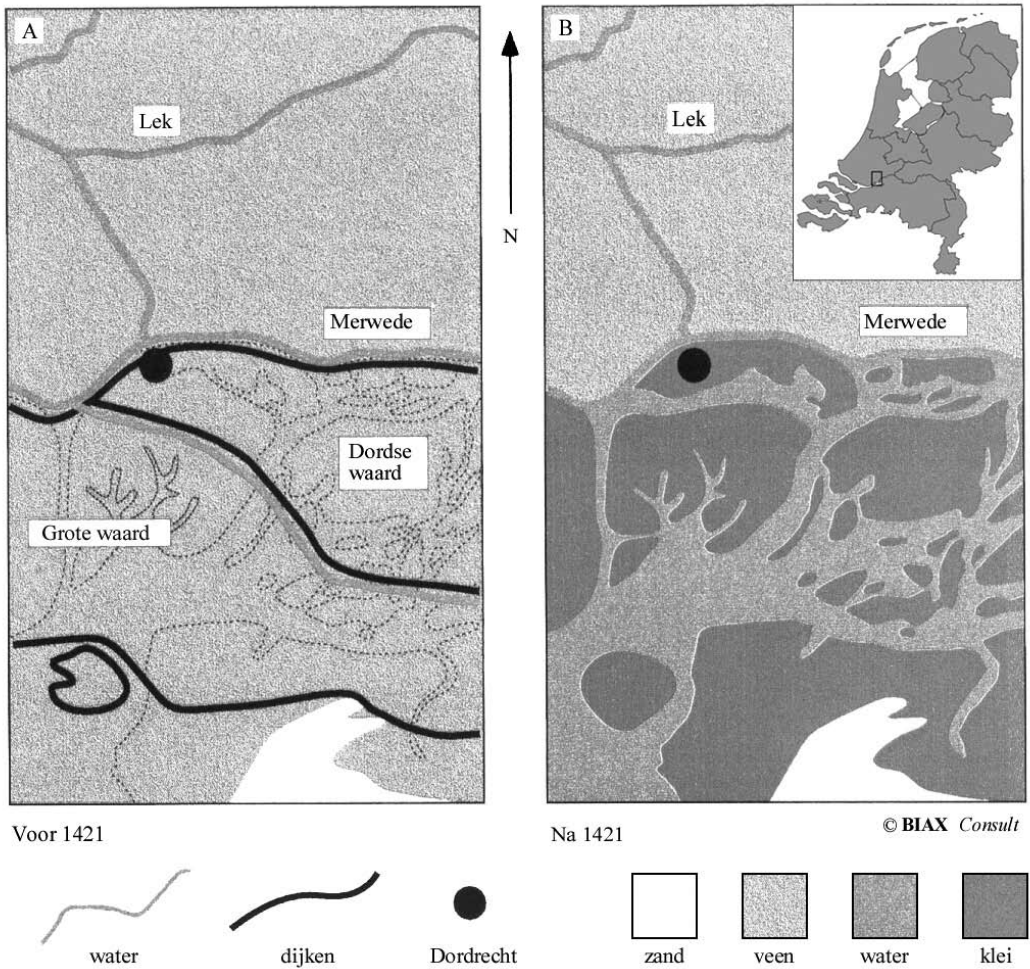 A
Lek
N
Merwede
Dordse
waard
Grote waard
Voor 1421
B
Lek
Merwede
Na 1421
© BIAX Consult
water
dijken
Dordrecht
zand
veen
water
klei